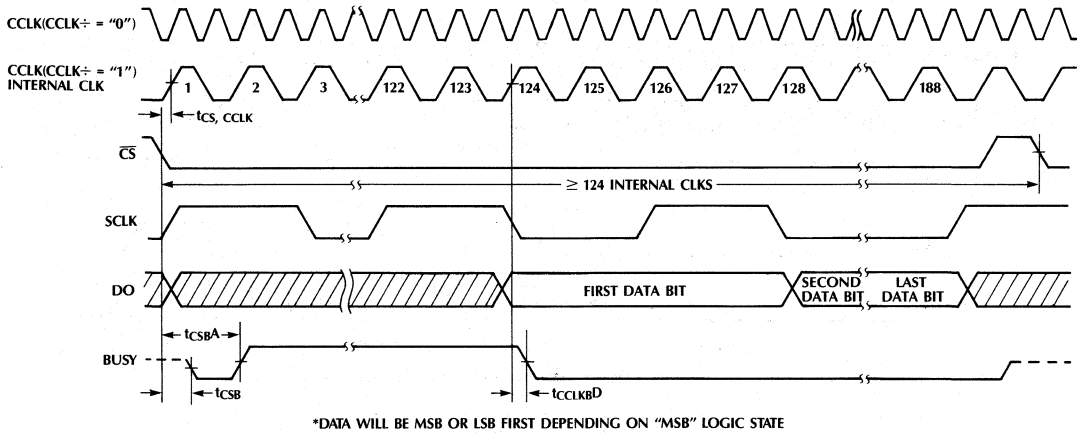 CCLK(CCLK÷ = “0”)
CCLK(CCLK÷ = “1”)
INTERNAL CLK
1 2 3 122 123 124 125 126 127 128 188
tCS, CCLK
CS
≥ 124 INTERNAL CLKS
SCLK
DO
FIRST DATA BIT
SECOND DATA BIT
LAST DATA BIT
tCSBA
BUSY
tCSB
tCCLKBD
*DATA WILL BE MSB OR LSB FIRST DEPENDING ON “MSB” LOGIC STATE